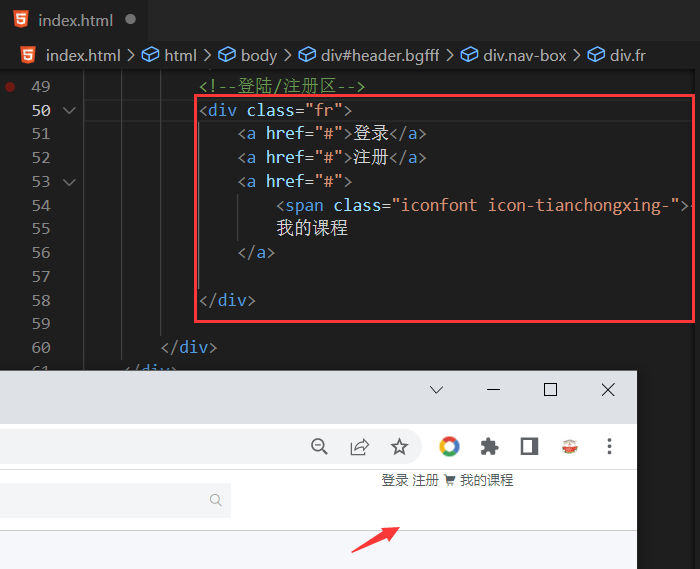 index.html
index.html > html > body > div#header.bgfff > div.nav-box > div.fr
49 <!--登陆/注册区-->
50 <div class="fr">
51 <a href="#">登录</a>
52 <a href="#">注册</a>
53 <a href="#">
54 <span class="iconfont icon-tianchongxing-">
55 我的课程
56 </a>
57
58 </div>
59
60 </div>
61 </div>
登录 注册 我的课程